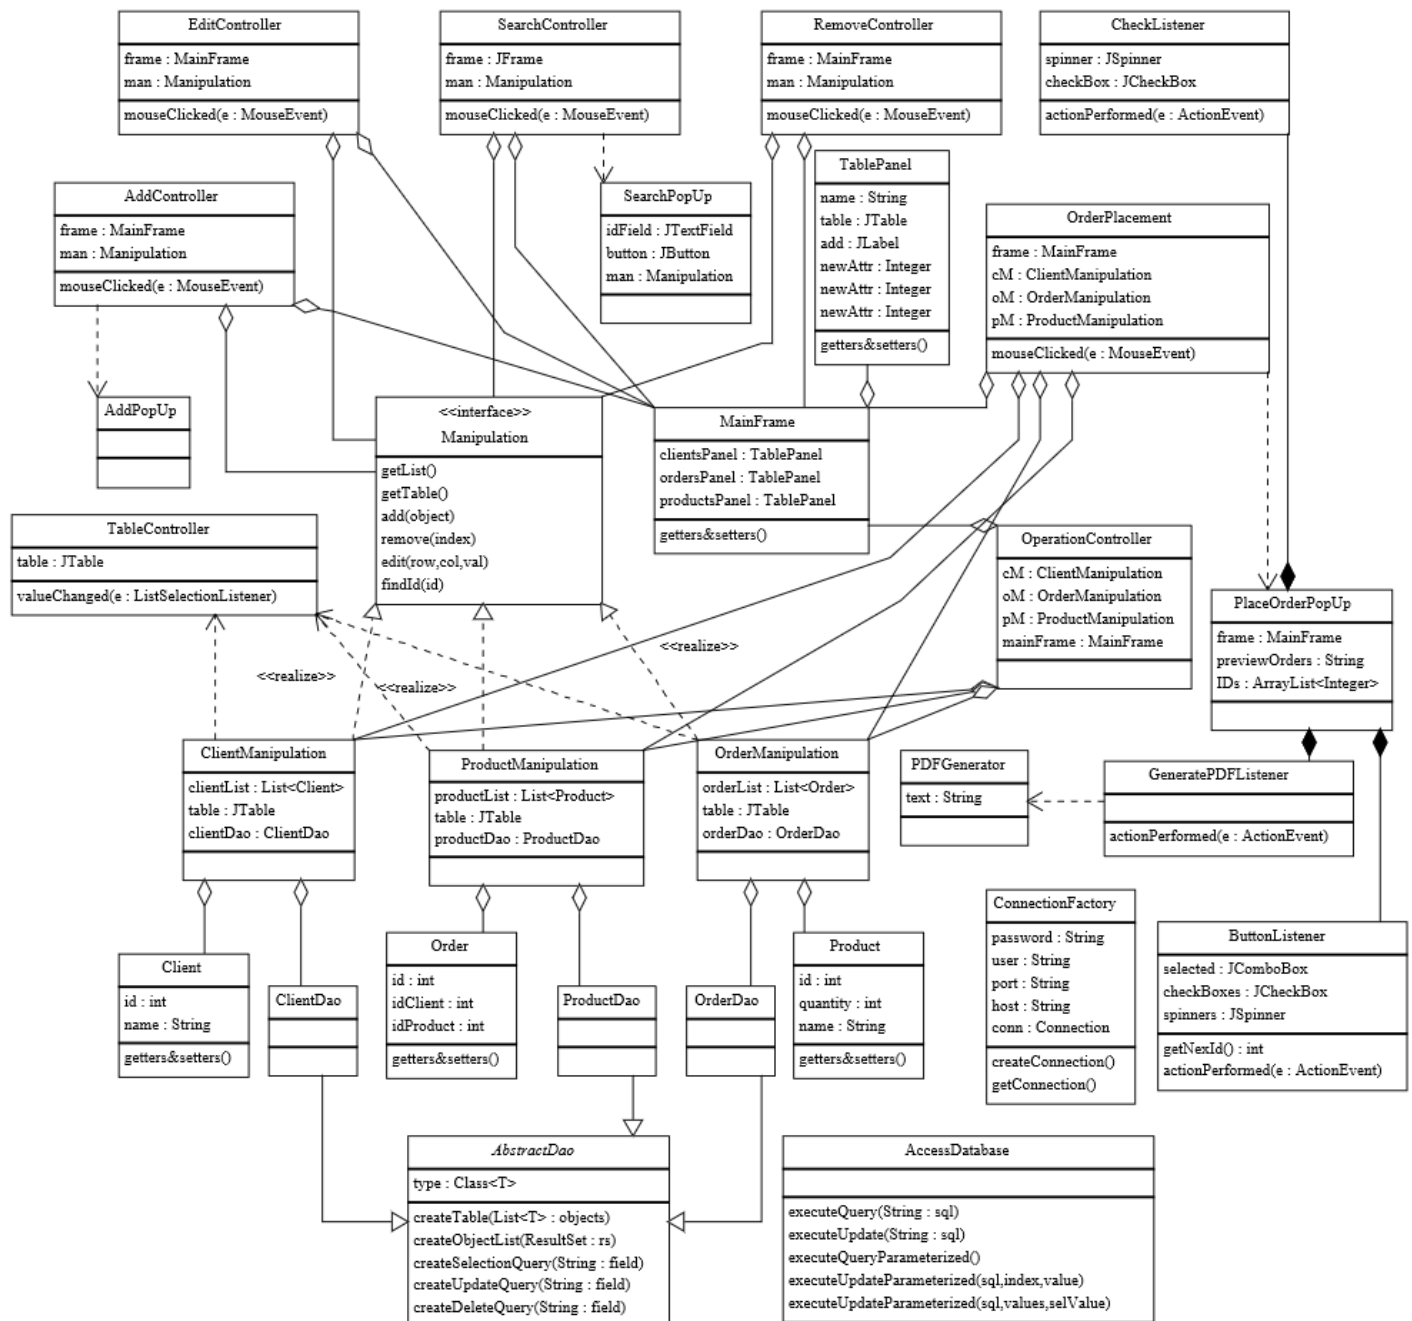 EditController
frame : MainFrame
man : Manipulation
mouseClicked(e : MouseEvent)
SearchController
frame : JFrame
man : Manipulation
mouseClicked(e : MouseEvent)
RemoveController
frame : MainFrame
man : Manipulation
mouseClicked(e : MouseEvent)
CheckListener
spinner : JSpinner
checkBox : JCheckBox
actionPerformed(e : ActionEvent)
AddController
frame : MainFrame
man : Manipulation
mouseClicked(e : MouseEvent)
SearchPopUp
idField : JTextField
button : JButton
man : Manipulation
TablePanel
name : String
table : JTable
add : JLabel
newAttr : Integer
newAttr : Integer
newAttr : Integer
getters&setters()
OrderPlacement
frame : MainFrame
cM : ClientManipulation
oM : OrderManipulation
pM : ProductManipulation
mouseClicked(e : MouseEvent)
AddPopUp
<<interface>>
Manipulation
getList()
getTable()
add(object)
remove(index)
edit(row,col,val)
findId(id)
MainFrame
clientsPanel : TablePanel
ordersPanel : TablePanel
productsPanel : TablePanel
getters&setters()
TableController
table : JTable
valueChanged(e : ListSelectionListener)
OperationController
cM : ClientManipulation
oM : OrderManipulation
pM : ProductManipulation
mainFrame : MainFrame
PlaceOrderPopUp
frame : MainFrame
previewOrders : String
IDs : ArrayList<Integer>
<<realize>>
<<realize>>
<<realize>>
ClientManipulation
clientList : List<Client>
table : JTable
clientDao : ClientDao
ProductManipulation
productList : List<Product>
table : JTable
productDao : ProductDao
OrderManipulation
orderList : List<Order>
table : JTable
orderDao : OrderDao
PDFGenerator
text : String
GeneratePDFListener
actionPerformed(e : ActionEvent)
Client
id : int
name : String
getters&setters()
ClientDao
Order
id : int
idClient : int
idProduct : int
getters&setters()
ProductDao
OrderDao
Product
id : int
quantity : int
name : String
getters&setters()
ConnectionFactory
password : String
user : String
port : String
host : String
conn : Connection
createConnection()
getConnection()
ButtonListener
selected : JComboBox
checkBoxes : JCheckBox
spinners : JSpinner
getNexId() : int
actionPerformed(e : ActionEvent)
AbstractDao
type : Class<T>
createTable(List<T> : objects)
createObjectList(ResultSet : rs)
createSelectionQuery(String : field)
createUpdateQuery(String : field)
createDeleteQuery(String : field)
AccessDatabase
executeQuery(String : sql)
executeUpdate(String : sql)
executeQueryParameterized()
executeUpdateParameterized(sql,index,value)
executeUpdateParameterized(sql,values,selValue)